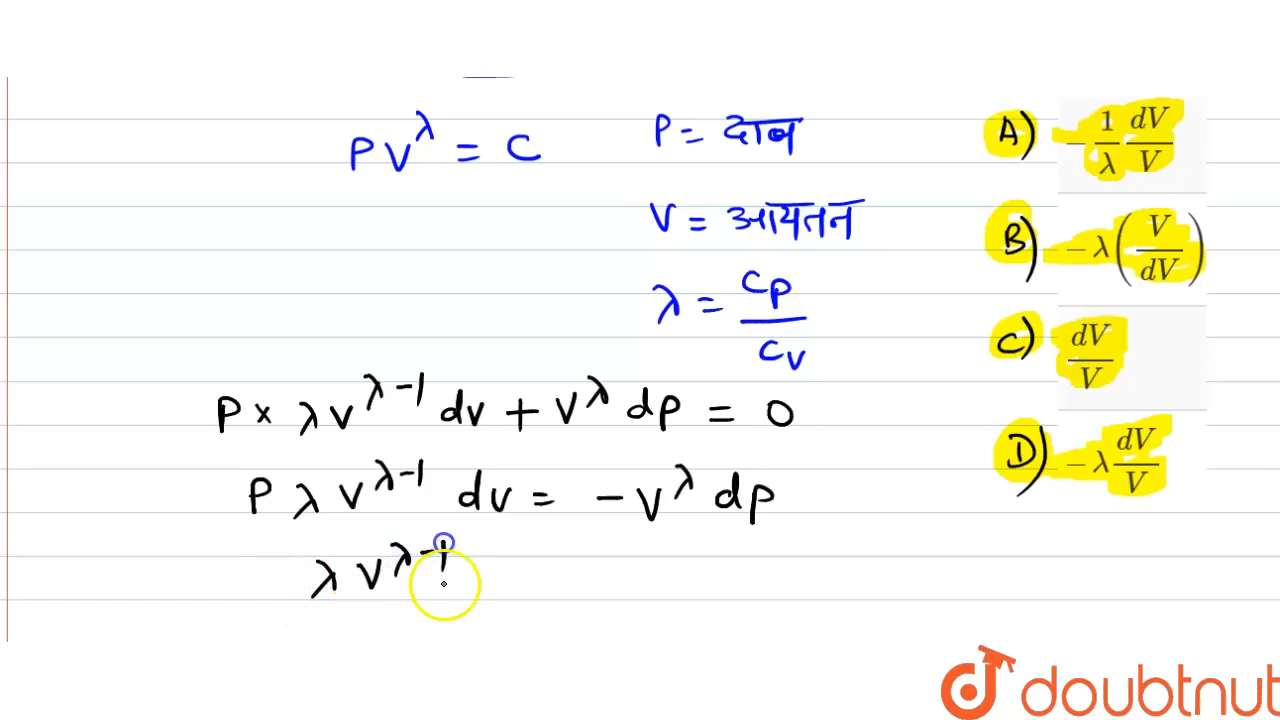 PV^λ = C
P = दाब
V = आयतन
λ = Cp/Cv
P × λV^(λ-1) dv + V^λ dp = 0
P λ V^(λ-1) dv = -V^λ dp
λ V^(λ-1)
A) -1/λ dV/V
B) -λ(V/dV)
C) dV/V
D) -λ dV/V
doubtnut